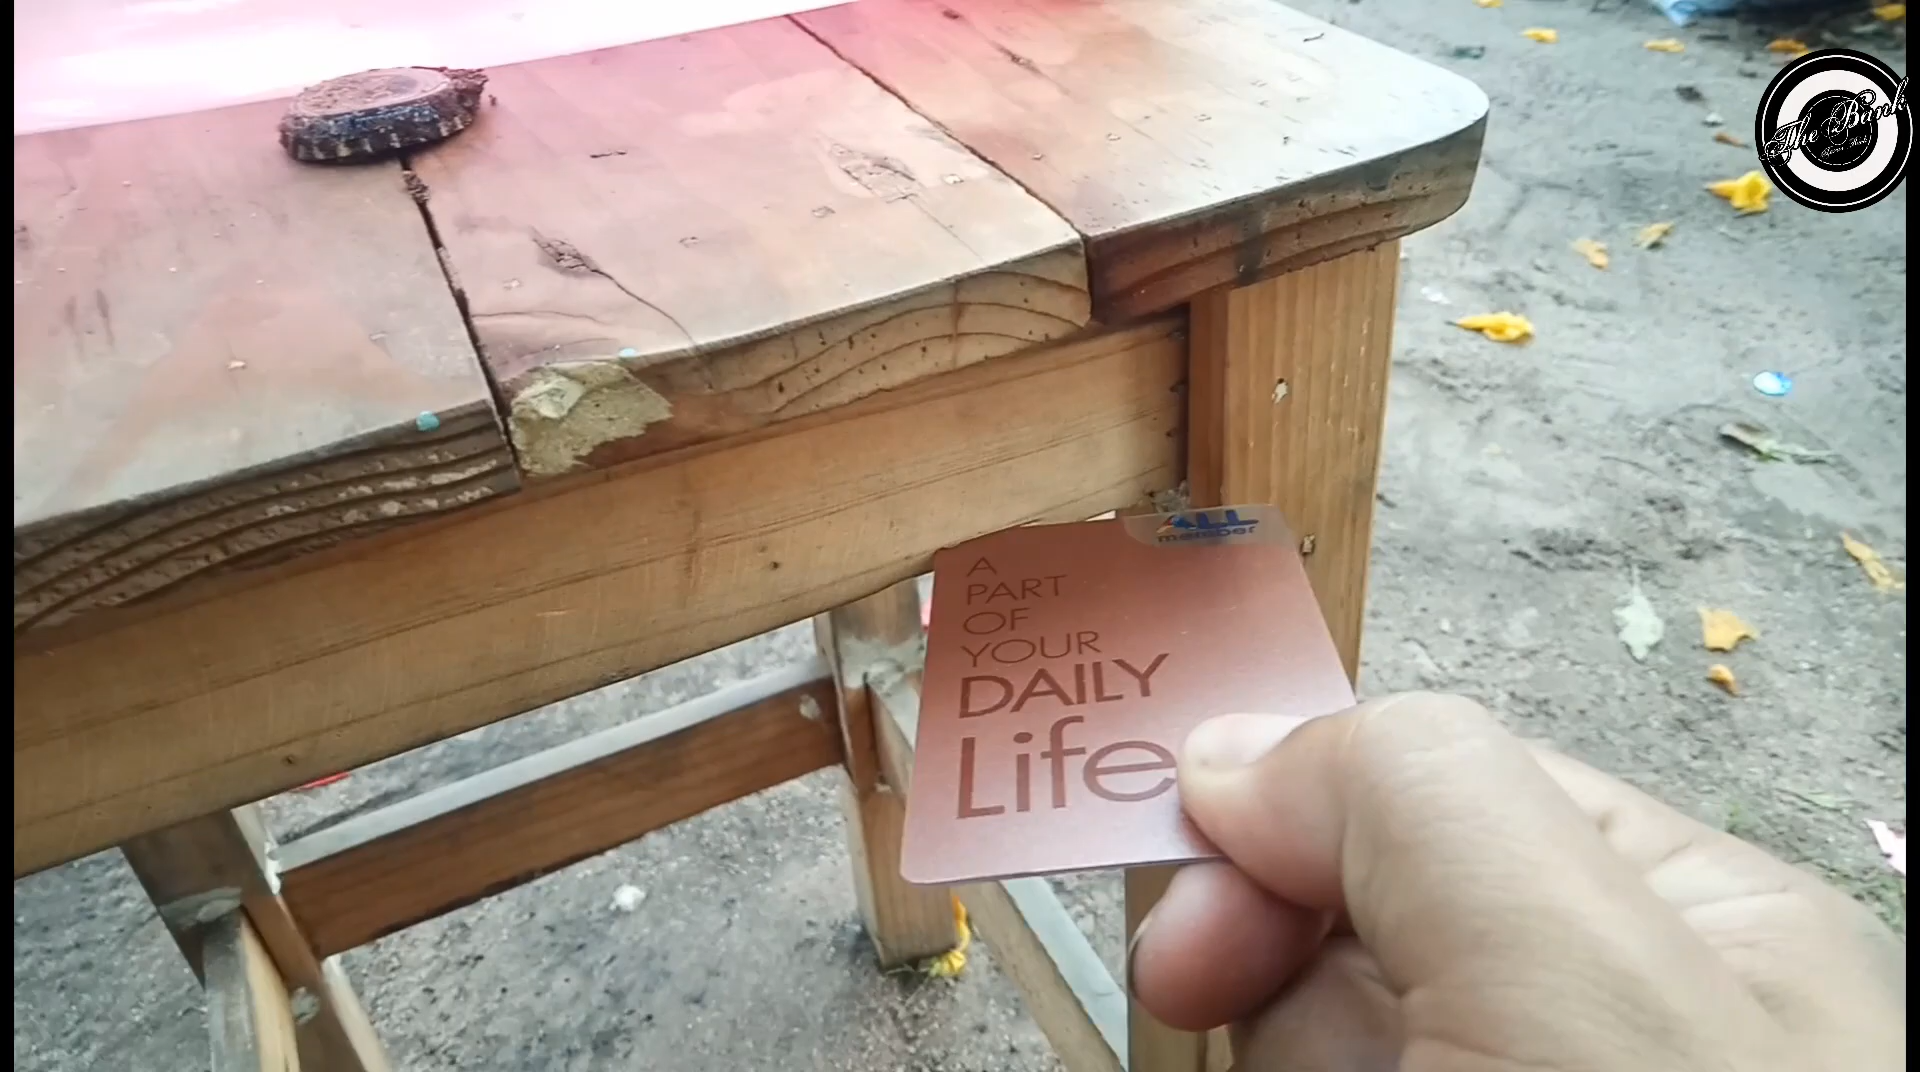 The Bank
ALL
member
A
PART
OF
YOUR
DAILY
Life